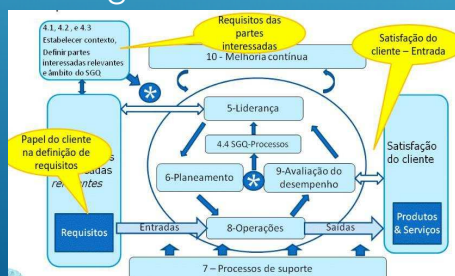 4.1, 4.2 , e 4.3
Estabelecer contexto,
Definir partes
interessadas relevantes
e âmbito do SGQ
Requisitos das
partes
interessadas
Satisfação do
cliente – Entrada
10 - Melhoria contínua
5-Liderança
4.4 SGQ-Processos
6-Planeamento
9-Avaliação do
desempenho
8-Operações
Papel do cliente
na definição de
requisitos
relevantes
Requisitos
Entradas
Saídas
Satisfação
do cliente
Produtos
& Serviços
7 – Processos de suporte